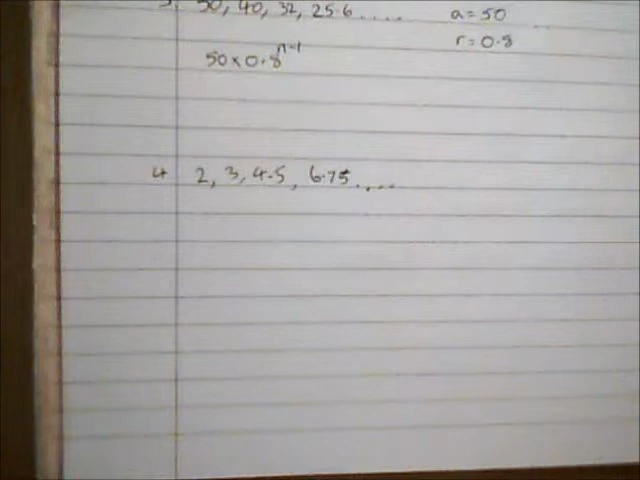 3. 50, 40, 32, 25.6 .... a = 50
r = 0.8
50 × 0.8^n-1
4 2, 3, 4.5, 6.75 ....